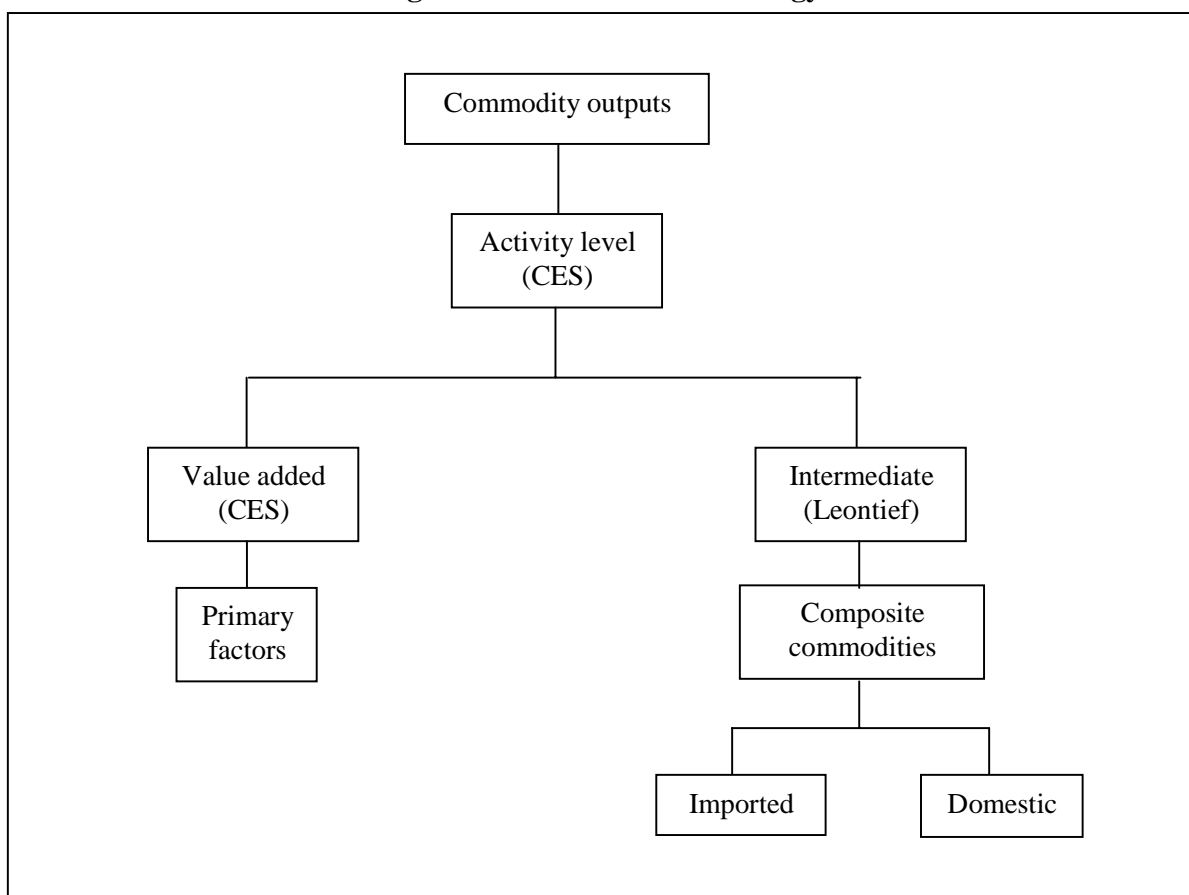 Commodity outputs
Activity level
(CES)
Value added
(CES)
Intermediate
(Leontief)
Primary
factors
Composite
commodities
Imported
Domestic